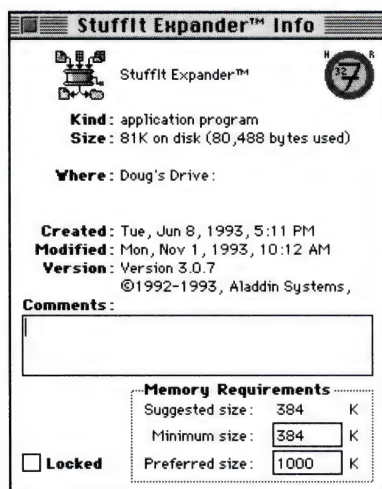 StuffIt Expander™ Info
StuffIt Expander™
H R
32
7
Kind: application program
Size: 81K on disk (80,488 bytes used)
Where: Doug's Drive:
Created: Tue, Jun 8, 1993, 5:11 PM
Modified: Mon, Nov 1, 1993, 10:12 AM
Version: Version 3.0.7
©1992-1993, Aladdin Systems,
Comments:
Memory Requirements
Suggested size: 384 K
Minimum size: 384 K
Locked
Preferred size: 1000 K